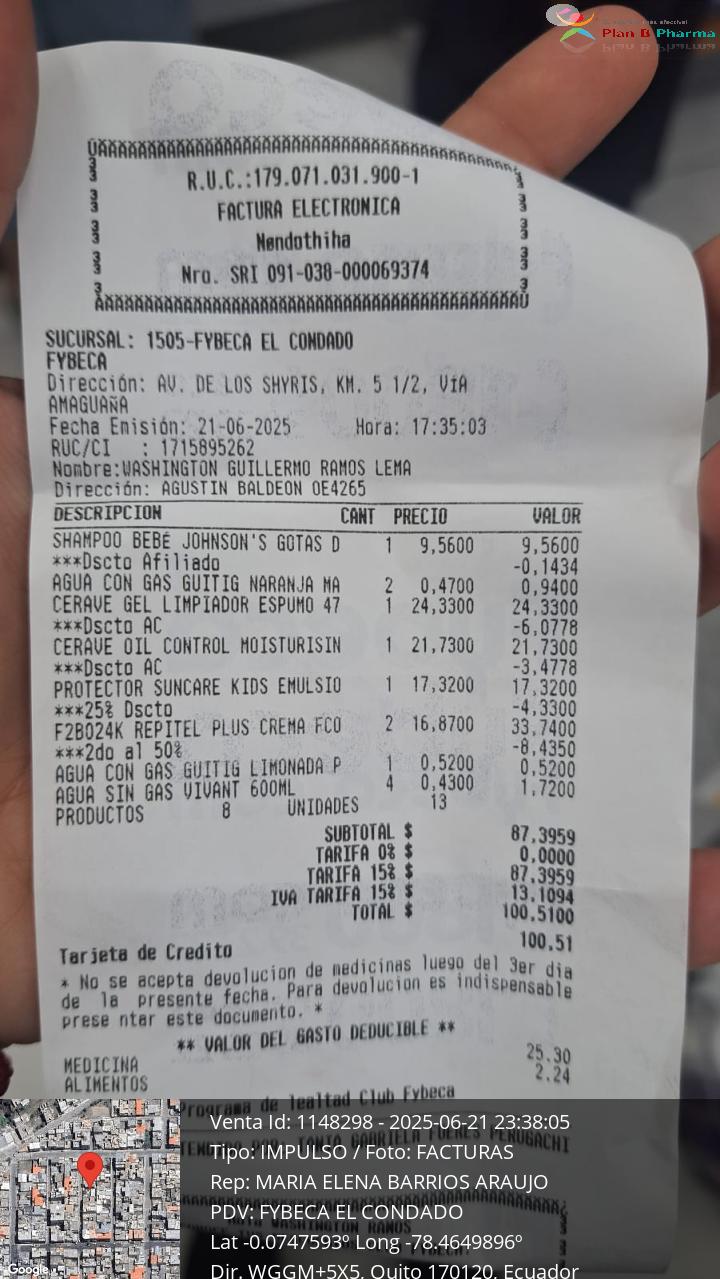 Plan B Pharma
R.U.C.:179.071.031.900-1
FACTURA ELECTRONICA
Nøndothiha
Nro. SRI 091-038-000069374
SUCURSAL: 1505-FYBECA EL CONDADO
FYBECA
Dirección: AV. DE LOS SHYRIS, KM. 5 1/2, VíA
AMAGUAÑA
Fecha Emisión: 21-06-2025 Hora: 17:35:03
RUC/CI : 1715895262
Nombre:WASHINGTON GUILLERMO RAMOS LEMA
Dirección: AGUSTIN BALDEON OE4265
DESCRIPCION CANT PRECIO VALOR
SHAMPOO BEBÉ JOHNSON'S GOTAS D 1 9,5600 9,5600
***Dscto Afiliado -0,1434
AGUA CON GAS GUITIG NARANJA MA 2 0,4700 0,9400
CERAVE GEL LIMPIADOR ESPUMO 47 1 24,3300 24,3300
***Dscto AC -6,0778
CERAVE OIL CONTROL MOISTURISIN 1 21,7300 21,7300
***Dscto AC -3,4778
PROTECTOR SUNCARE KIDS EMULSIO 1 17,3200 17,3200
***25% Dscto -4,3300
F2B024K REPITEL PLUS CREMA FCO 2 16,8700 33,7400
***2do al 50% -8,4350
AGUA CON GAS GUITIG LIMONADA P 1 0,5200 0,5200
AGUA SIN GAS VIVANT 600ML 4 0,4300 1,7200
PRODUCTOS 8 UNIDADES 13
SUBTOTAL $ 87,3959
TARIFA 0% $ 0,0000
TARIFA 15% $ 87,3959
IVA TARIFA 15% $ 13,1094
TOTAL $ 100,5100
Tarjeta de Credito 100,51
* No se acepta devolucion de medicinas luego del 3er dia
de la presente fecha. Para devolucion es indispensable
prese ntar este documento. *
** VALOR DEL GASTO DEDUCIBLE **
MEDICINA 25.30
ALIMENTOS 2.24
Programa de lealtad Club Fybeca
Venta Id: 1148298 - 2025-06-21 23:38:05
Tipo: IMPULSO / Foto: FACTURAS
Rep: MARIA ELENA BARRIOS ARAUJO
PDV: FYBECA EL CONDADO
Lat -0.0747593º Long -78.4649896º
Dir. WGGM+5X5, Quito 170120, Ecuador
Google